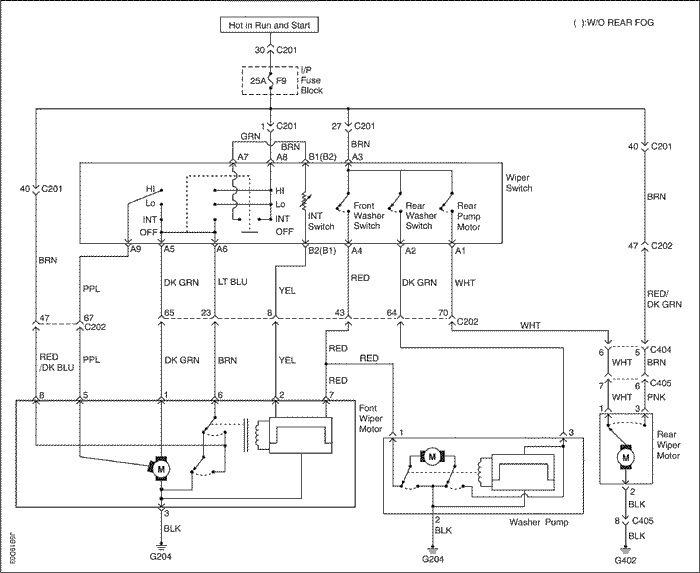 Hot in Run and Start
( ):W/O REAR FOG
30 C201
25A F9
I/P
Fuse
Block
1 C201
27 C201
GRN
BRN
BRN
40 C201
A7 A8 B1(B2) A3
Wiper
Switch
40 C201
HI
Lo
INT
OFF
HI
Lo
INT
OFF
INT
Switch
Front
Washer
Switch
Rear
Washer
Switch
Rear
Pump
Motor
BRN
47 C202
A9 A5 A6 B2(B1) A4 A2 A1
BRN
PPL
DK GRN
LT BLU
YEL
RED
DK GRN
WHT
RED/
DK GRN
47 67
C202
65 23 8 43 64 70
C202
WHT
RED
/DK BLU
PPL
DK GRN
BRN
YEL
RED
RED
RED
6 5 C404
WHT BRN
7 6 C405
WHT PNK
8 5 1 6 2 7
Font
Wiper
Motor
1 3
1 3
Rear
Wiper
Motor
M
M
M
3
BLK
G204
2
BLK
G204
Washer Pump
2
BLK
8 C405
BLK
G402